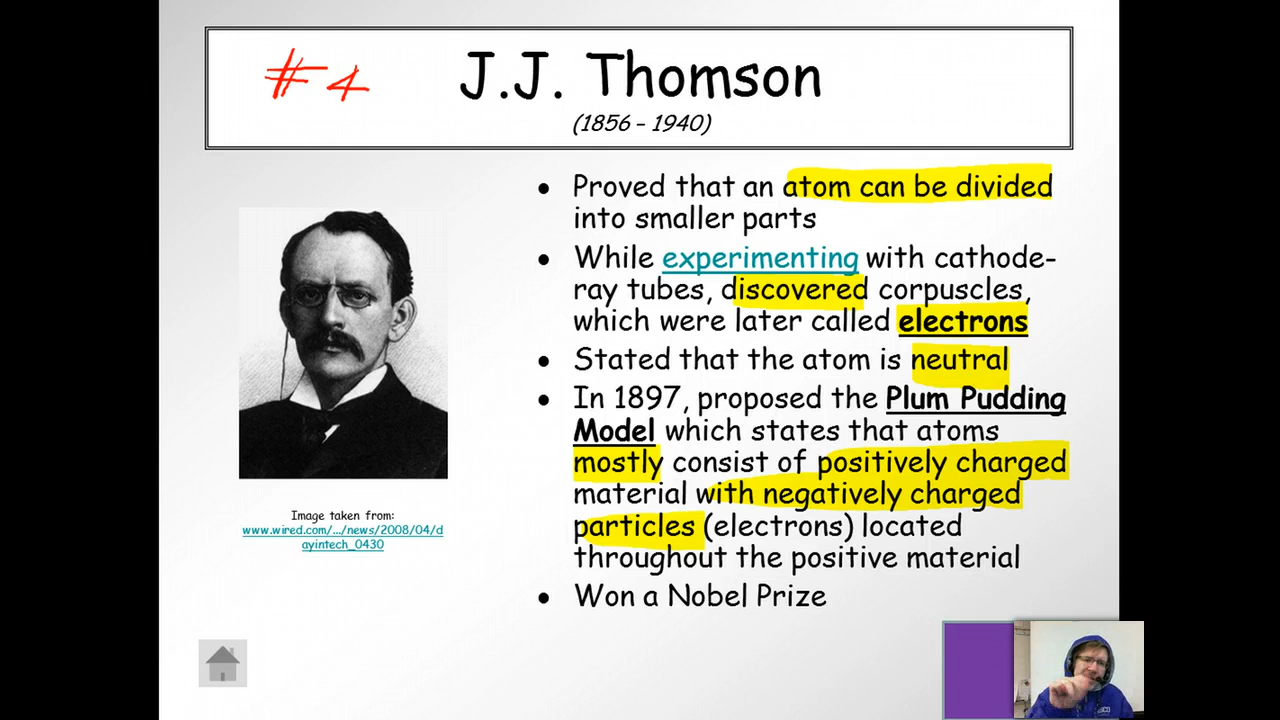 #4
J.J. Thomson
(1856 – 1940)
• Proved that an atom can be divided
into smaller parts
• While experimenting with cathode-
ray tubes, discovered corpuscles,
which were later called electrons
• Stated that the atom is neutral
• In 1897, proposed the Plum Pudding
Model which states that atoms
mostly consist of positively charged
material with negatively charged
particles (electrons) located
throughout the positive material
• Won a Nobel Prize
Image taken from:
www.wired.com/.../news/2008/04/d
ayintech_0430